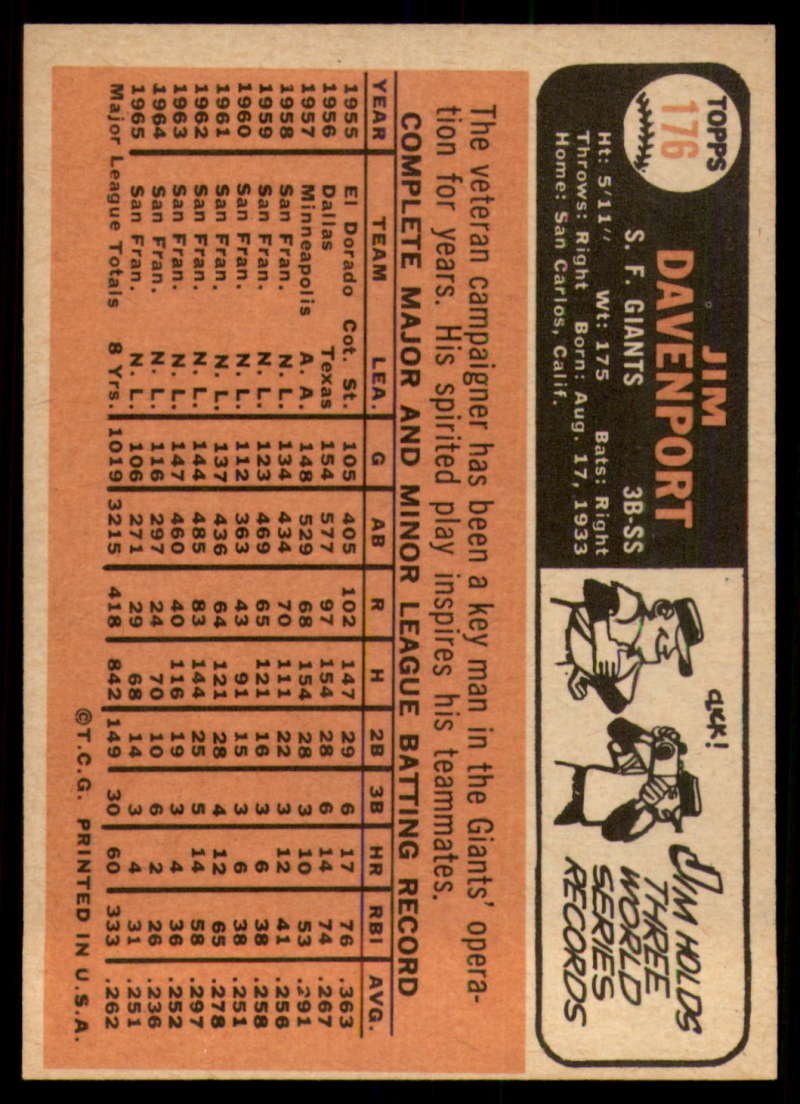 TOPPS
176
JIM
DAVENPORT
S. F. GIANTS 3B-SS
Ht: 5'11" Wt: 175 Bats: Right
Throws: Right Born: Aug. 17, 1933
Home: San Carlos, Calif.
CLICK!
JIM HOLDS
THREE
WORLD
SERIES
RECORDS
The veteran campaigner has been a key man in the Giants' opera-
tion for years. His spirited play inspires his teammates.
COMPLETE MAJOR AND MINOR LEAGUE BATTING RECORD
YEAR TEAM LEA. G AB R H 2B 3B HR RBI AVG.
1955 El Dorado Cot. St. 105 405 102 147 29 6 17 76 .363
1956 Dallas Texas 154 577 97 154 28 6 14 74 .267
1957 Minneapolis A. A. 148 529 68 154 28 3 10 53 .291
1958 San Fran. N. L. 134 434 70 111 22 3 12 41 .256
1959 San Fran. N. L. 123 469 65 121 16 3 6 38 .258
1960 San Fran. N. L. 112 363 43 91 15 3 6 38 .251
1961 San Fran. N. L. 137 436 64 121 28 4 12 65 .278
1962 San Fran. N. L. 144 485 83 144 25 5 14 58 .297
1963 San Fran. N. L. 147 460 40 116 19 3 4 36 .252
1964 San Fran. N. L. 116 297 24 70 10 6 2 26 .236
1965 San Fran. N. L. 106 271 29 68 14 3 4 31 .251
Major League Totals 8 Yrs. 1019 3215 418 842 149 30 60 333 .262
©T.C.G. PRINTED IN U.S.A.